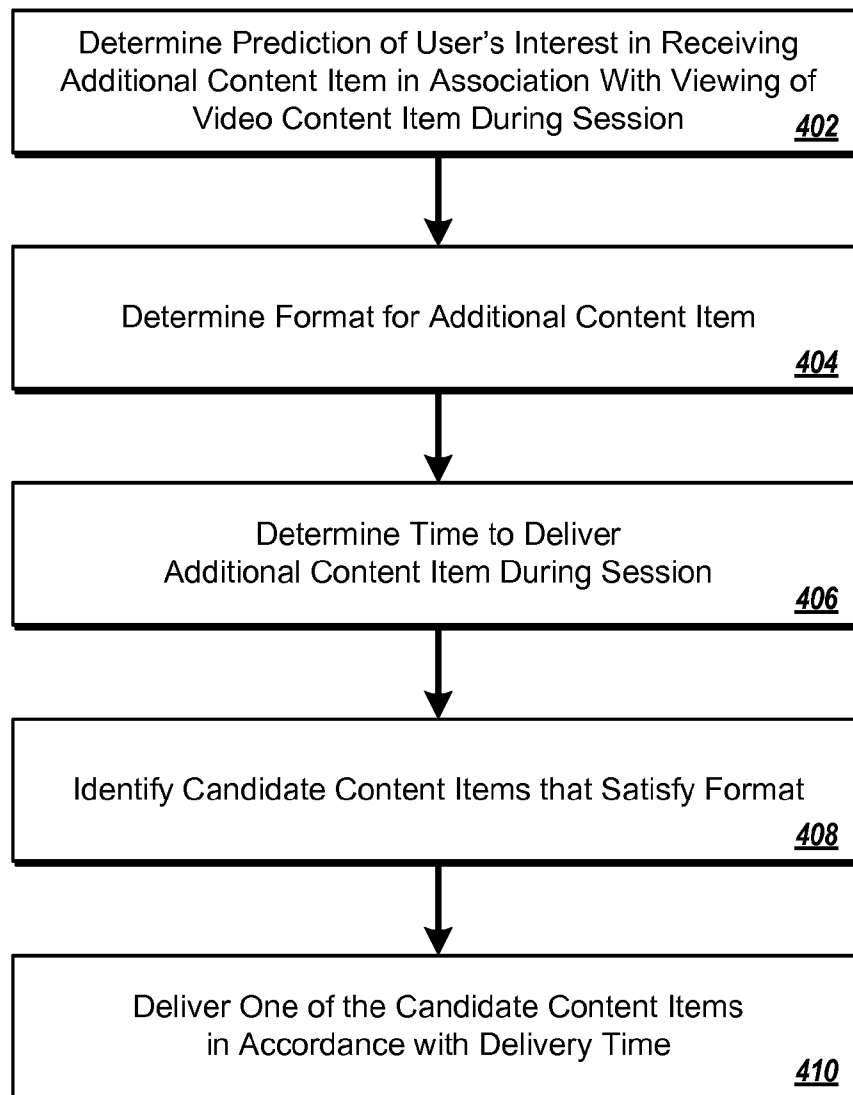 Determine Prediction of User's Interest in Receiving
Additional Content Item in Association With Viewing of
Video Content Item During Session
402
Determine Format for Additional Content Item
404
Determine Time to Deliver
Additional Content Item During Session
406
Identify Candidate Content Items that Satisfy Format
408
Deliver One of the Candidate Content Items
in Accordance with Delivery Time
410